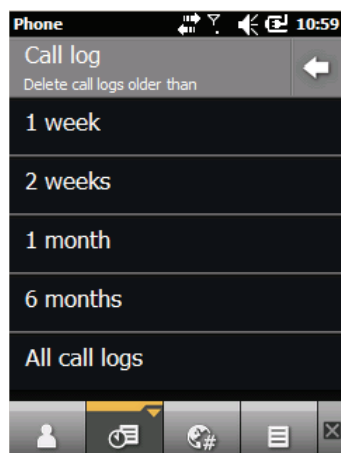 Phone 10:59
Call log
Delete call logs older than
1 week
2 weeks
1 month
6 months
All call logs
#